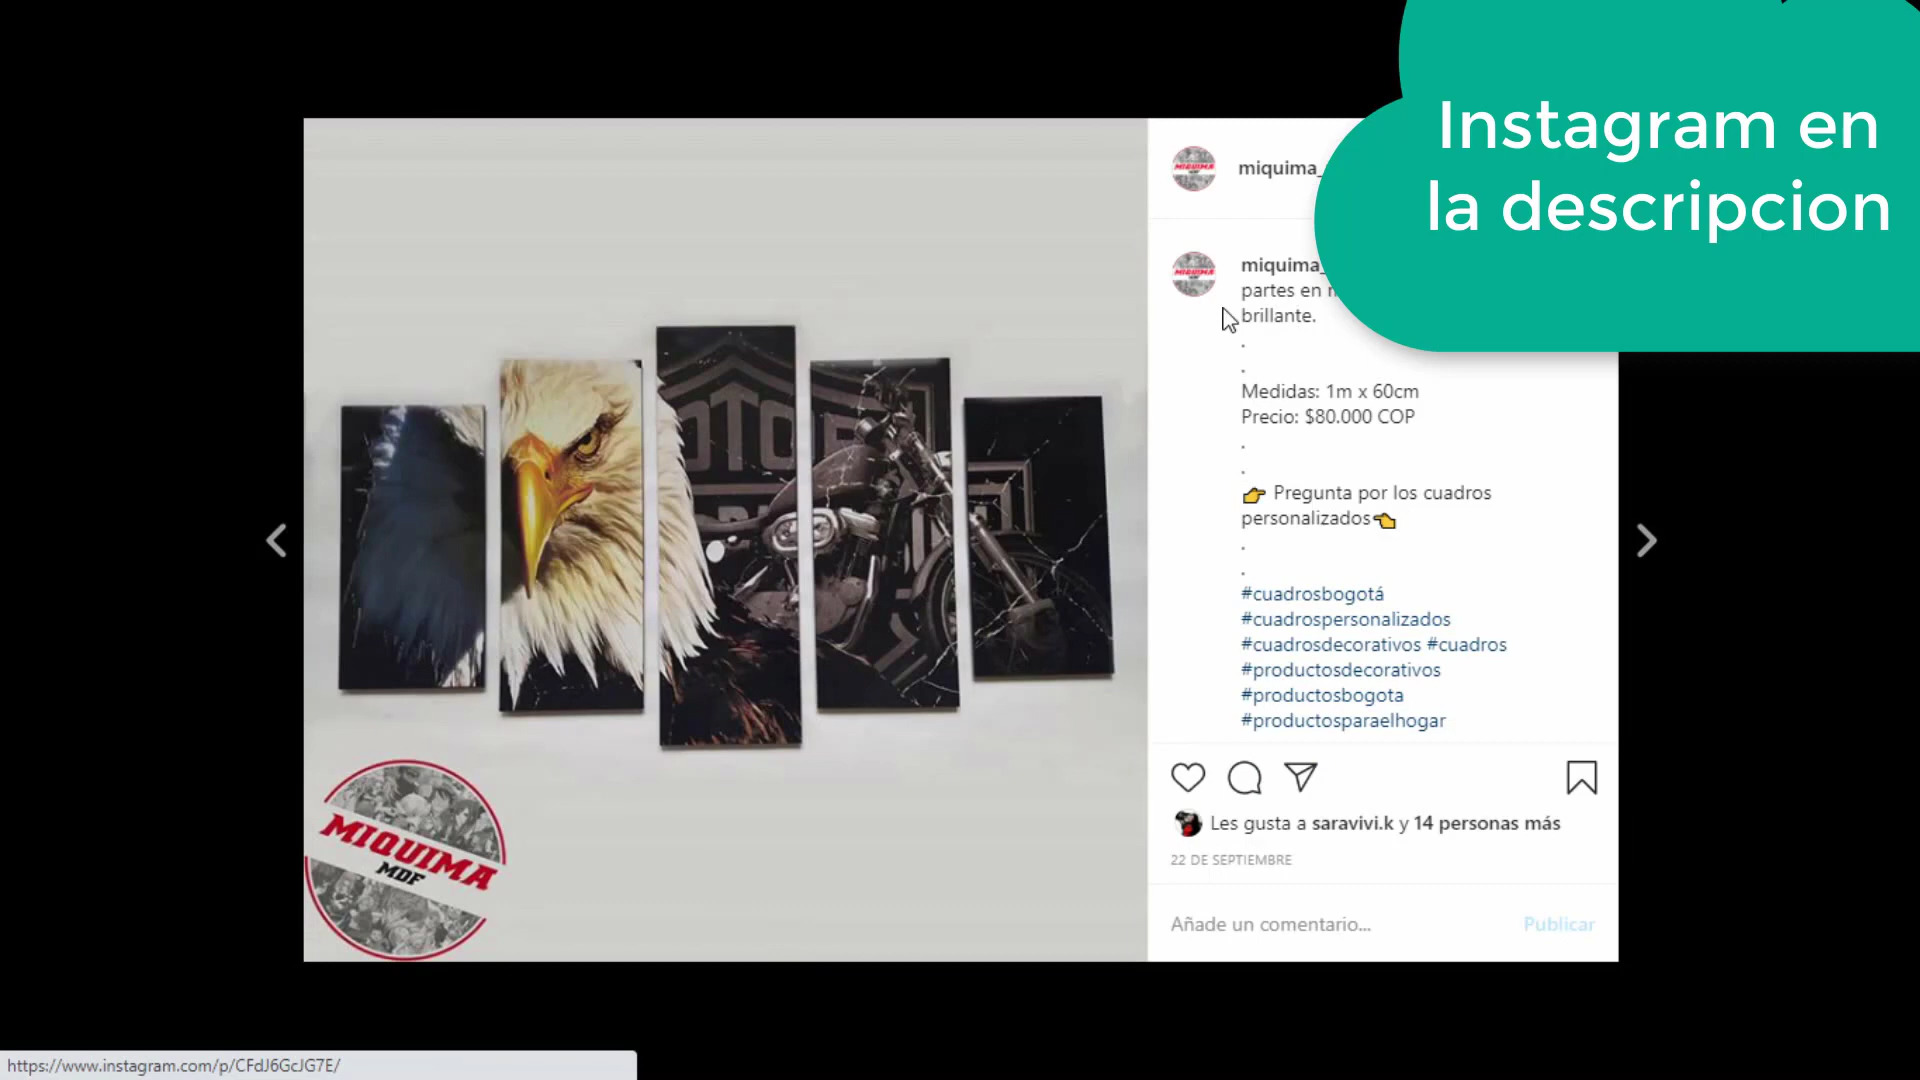 Instagram en
la descripcion
miquima_
miquima_
partes en
brillante.
.
.
Medidas: 1m x 60cm
Precio: $80.000 COP
.
.
👉 Pregunta por los cuadros
personalizados👈
.
.
#cuadrosbogotá
#cuadrospersonalizados
#cuadrosdecorativos #cuadros
#productosdecorativos
#productosbogota
#productosparaelhogar
Les gusta a saravivi.k y 14 personas más
22 DE SEPTIEMBRE
Añade un comentario...
Publicar
MIQUIMA
MDF
https://www.instagram.com/p/CFdJ6GcJG7E/